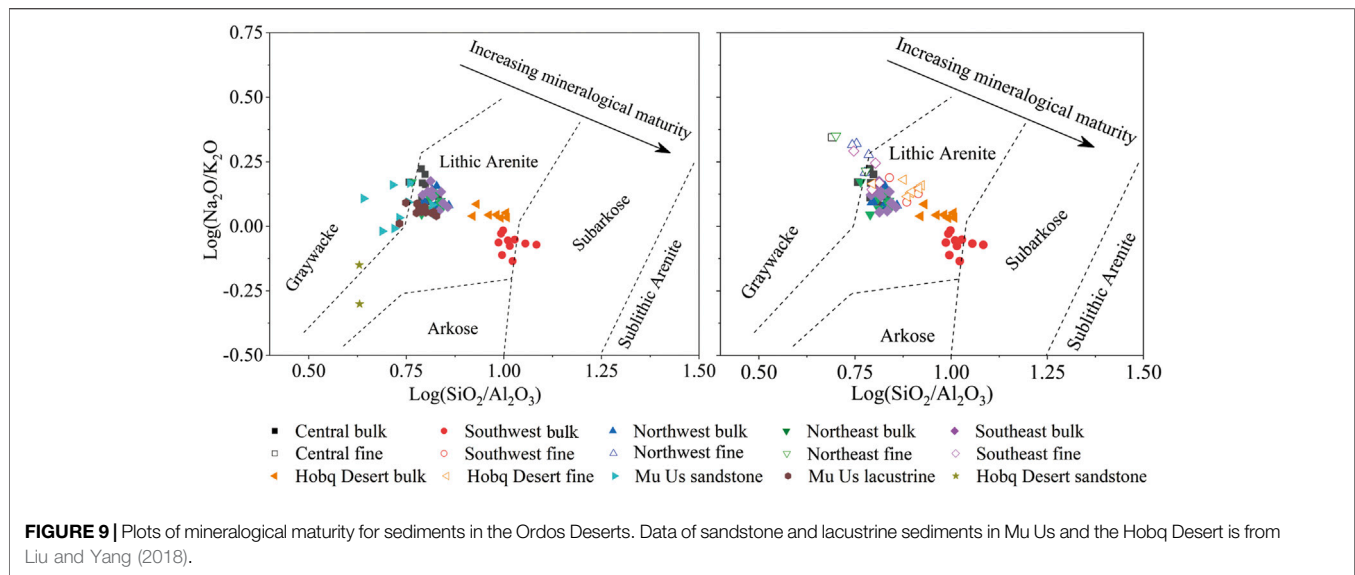 0.75
0.50
0.25
0.00
-0.25
-0.50
Log(Na2O/K2O)
Increasing mineralogical maturity
Lithic Arenite
Graywacke
Subarkose
Sublithic Arenite
Arkose
0.50 0.75 1.00 1.25 1.50
Log(SiO2/Al2O3)
Increasing mineralogical maturity
Lithic Arenite
Graywacke
Subarkose
Sublithic Arenite
Arkose
0.50 0.75 1.00 1.25 1.50
Log(SiO2/Al2O3)
Central bulk Southwest bulk Northwest bulk Northeast bulk Southeast bulk
Central fine Southwest fine Northwest fine Northeast fine Southeast fine
Hobq Desert bulk Hobq Desert fine Mu Us sandstone Mu Us lacustrine Hobq Desert sandstone
FIGURE 9 | Plots of mineralogical maturity for sediments in the Ordos Deserts. Data of sandstone and lacustrine sediments in Mu Us and the Hobq Desert is from
Liu and Yang (2018).